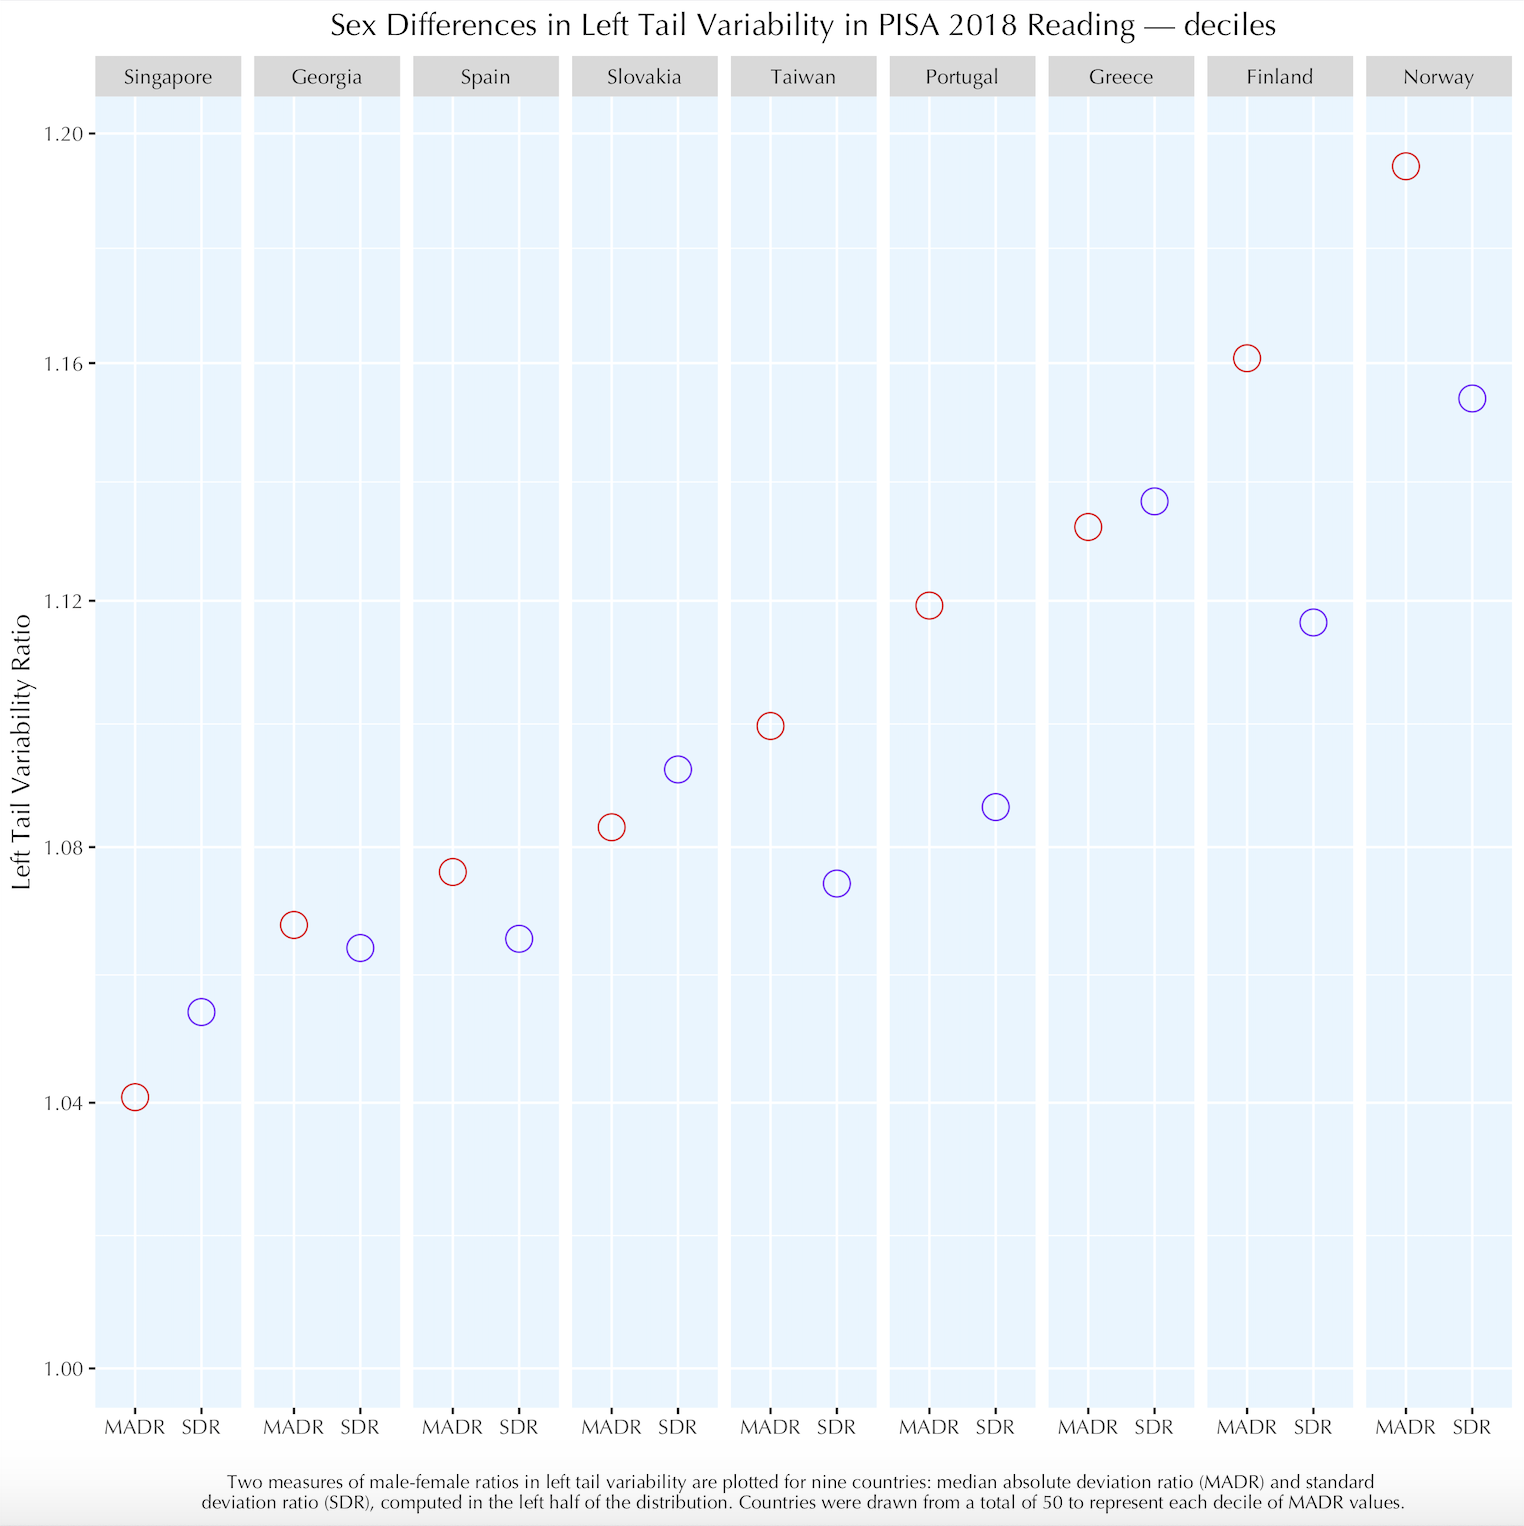 Sex Differences in Left Tail Variability in PISA 2018 Reading — deciles
Singapore Georgia Spain Slovakia Taiwan Portugal Greece Finland Norway
Left Tail Variability Ratio
1.20
1.16
1.12
1.08
1.04
1.00
MADR SDR MADR SDR MADR SDR MADR SDR MADR SDR MADR SDR MADR SDR MADR SDR MADR SDR
Two measures of male-female ratios in left tail variability are plotted for nine countries: median absolute deviation ratio (MADR) and standard
deviation ratio (SDR), computed in the left half of the distribution. Countries were drawn from a total of 50 to represent each decile of MADR values.